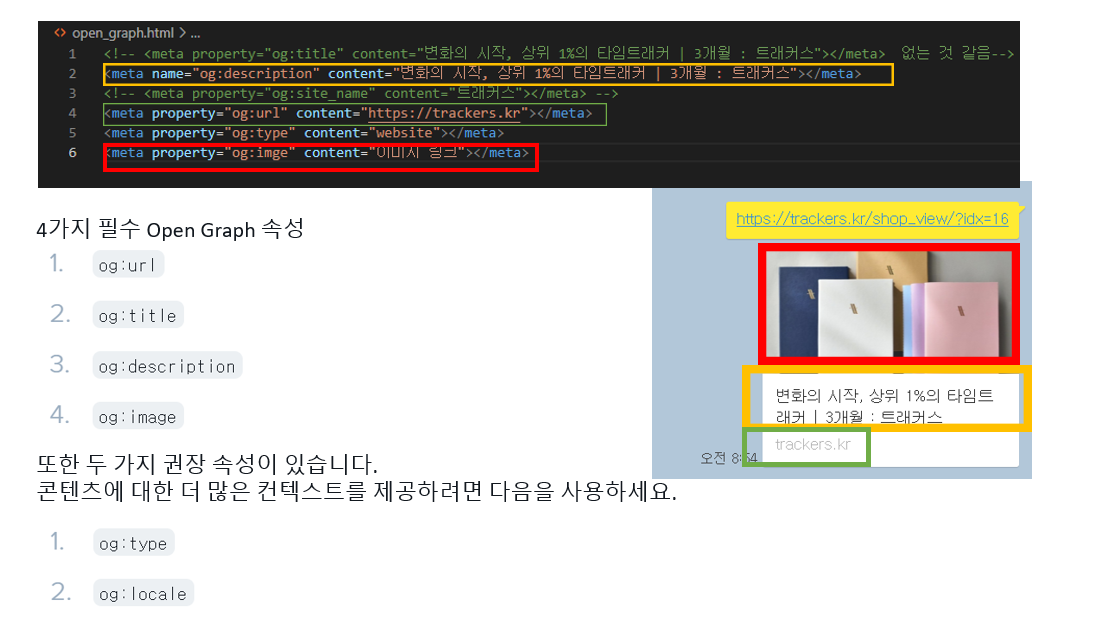 open_graph.html > ...
1 <!-- <meta property="og:title" content="변화의 시작, 상위 1%의 타임트래커 | 3개월 : 트래커스"></meta> 없는 것 같음-->
2 <meta name="og:description" content="변화의 시작, 상위 1%의 타임트래커 | 3개월 : 트래커스"></meta>
3 <!-- <meta property="og:site_name" content="트래커스"></meta> -->
4 <meta property="og:url" content="https://trackers.kr"></meta>
5 <meta property="og:type" content="website"></meta>
6 <meta property="og:imge" content="이미지 링크"></meta>
4가지 필수 Open Graph 속성
1. og:url
2. og:title
3. og:description
4. og:image
또한 두 가지 권장 속성이 있습니다.
콘텐츠에 대한 더 많은 컨텍스트를 제공하려면 다음을 사용하세요.
1. og:type
2. og:locale
https://trackers.kr/shop_view/?idx=16
변화의 시작, 상위 1%의 타임트
래커 | 3개월 : 트래커스
trackers.kr
오전 8:54